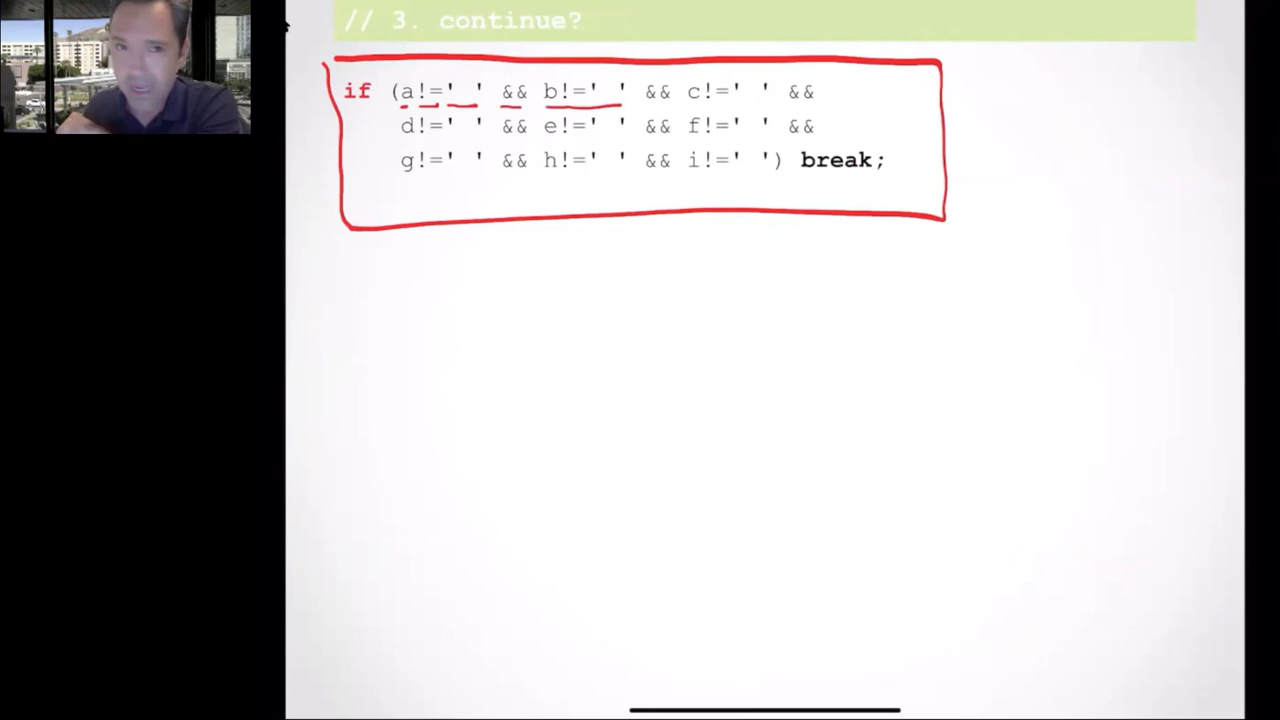 // 3. continue?
if (a!=' ' && b!=' ' && c!=' ' &&
d!=' ' && e!=' ' && f!=' ' &&
g!=' ' && h!=' ' && i!=' ') break;